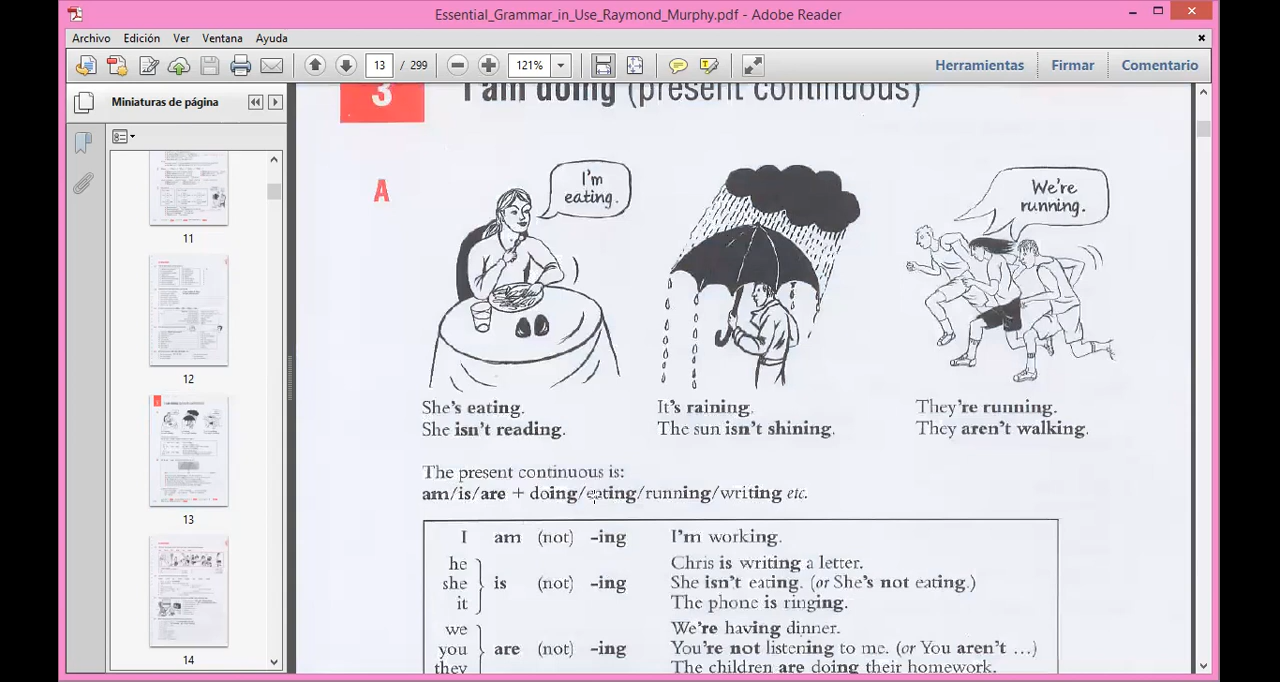 Essential_Grammar_in_Use_Raymond_Murphy.pdf - Adobe Reader
Archivo Edición Ver Ventana Ayuda
13 / 299 121% Herramientas Firmar Comentario
Miniaturas de página
11
12
13
14
3 I am doing (present continuous)
A
I'm
eating.
We're
running.
She's eating.
She isn't reading.
It's raining.
The sun isn't shining.
They're running.
They aren't walking.
The present continuous is:
am/is/are + doing/eating/running/writing etc.
I am (not) -ing I'm working.
he
she
it
is (not) -ing
Chris is writing a letter.
She isn't eating. (or She's not eating.)
The phone is ringing.
we
you
they
are (not) -ing
We're having dinner.
You're not listening to me. (or You aren't ...)
The children are doing their homework.